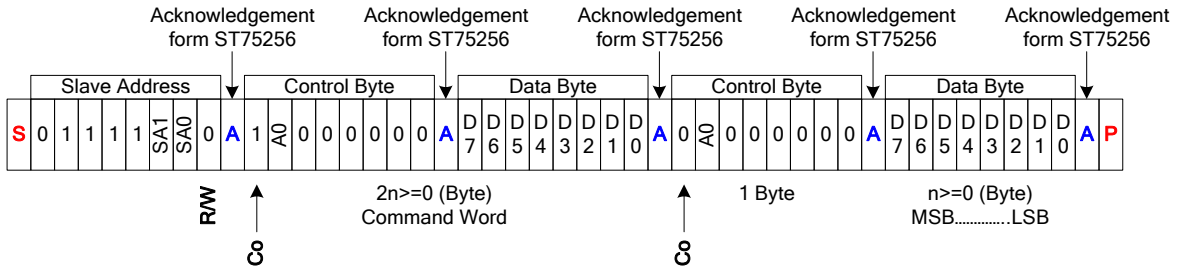 Acknowledgement
form ST75256
Acknowledgement
form ST75256
Acknowledgement
form ST75256
Acknowledgement
form ST75256
Acknowledgement
form ST75256
Slave Address
Control Byte
Data Byte
Control Byte
Data Byte
S 0 1 1 1 1 SA1 SA0 0 A 1 A0 0 0 0 0 0 0 A D7 D6 D5 D4 D3 D2 D1 D0 A 0 A0 0 0 0 0 0 0 A D7 D6 D5 D4 D3 D2 D1 D0 A P
R/W
Co
2n>=0 (Byte)
Command Word
Co
1 Byte
n>=0 (Byte)
MSB..............LSB